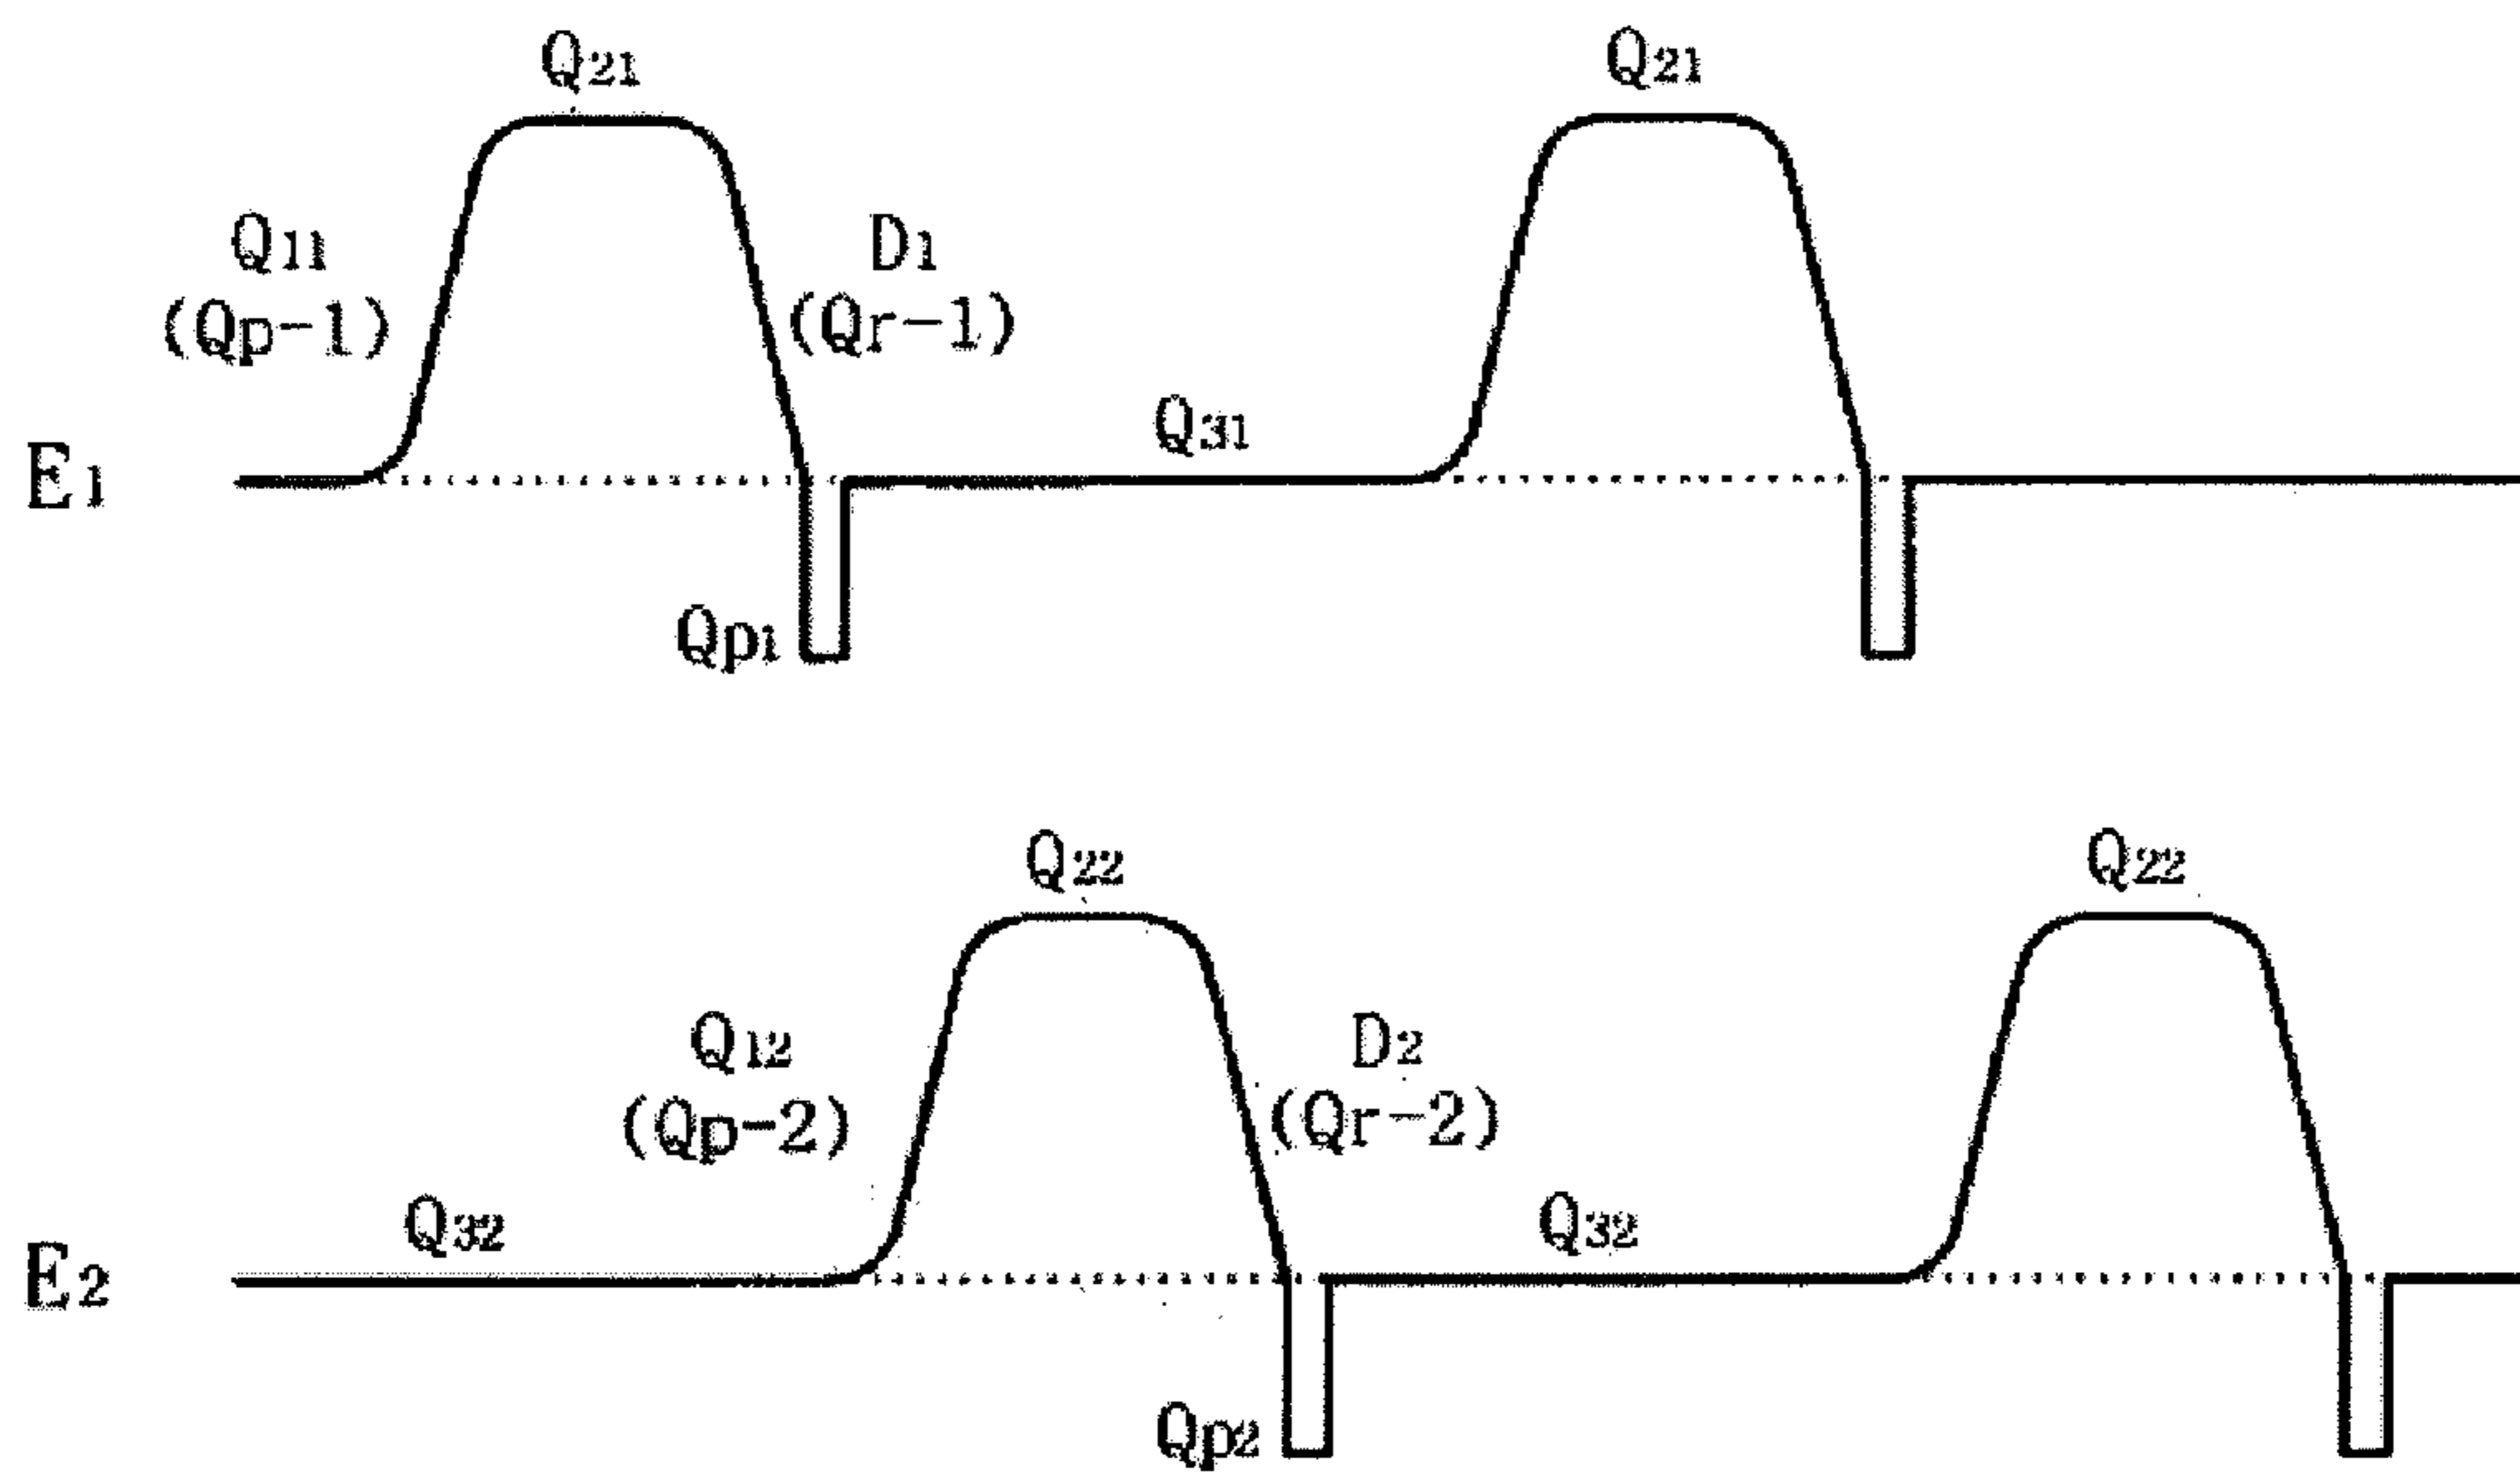 Q21 Q21
Q11 D1
(Qp-1) (Qr-1)
Q31
E1
Qp1
Q22 Q22
Q12 D2
(Qp-2) (Qr-2)
Q32 Q32
E2
Qp2